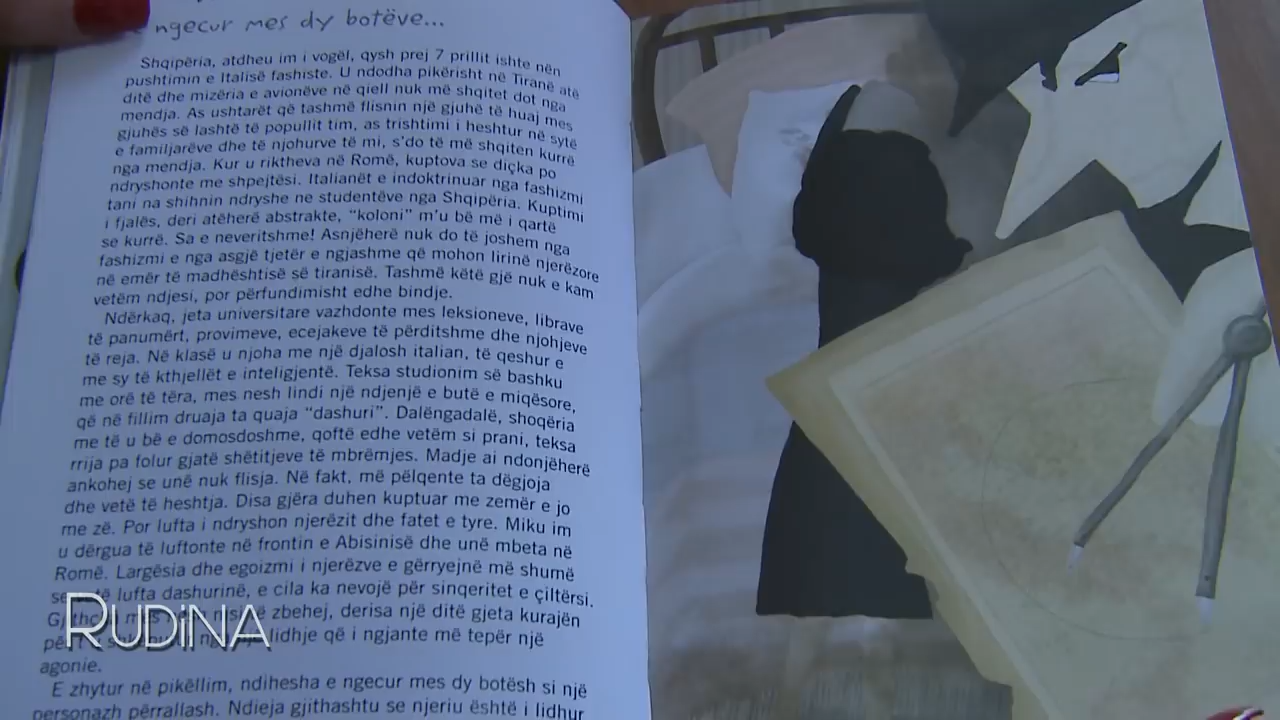 ngecur mes dy botëve...
Shqipëria, atdheu im i vogël, qysh prej 7 prillit ishte nën
pushtimin e Italisë fashiste. U ndodha pikërisht në Tiranë atë
ditë dhe mizëria e avionëve në qiell nuk më shqitet dot nga
mendja. As ushtarët që tashmë flisnin një gjuhë të huaj mes
gjuhës së lashtë të popullit tim, as trishtimi i heshtur në sytë
e familjarëve dhe të njohurve të mi, s'do të më shqiten kurrë
nga mendja. Kur u riktheva në Romë, kuptova se diçka po
ndryshonte me shpejtësi. Italianët e indoktrinuar nga fashizmi
tani na shihnin ndryshe ne studentëve nga Shqipëria. Kuptimi
i fjalës, deri atëherë abstrakte, "koloni" m'u bë më i qartë
se kurrë. Sa e neveritshme! Asnjëherë nuk do të joshem nga
fashizmi e nga asgjë tjetër e ngjashme që mohon lirinë njerëzore
në emër të madhështisë së tiranisë. Tashmë këtë gjë nuk e kam
vetëm ndjesi, por përfundimisht edhe bindje.
Ndërkaq, jeta universitare vazhdonte mes leksioneve, librave
të panumërt, provimeve, ecejakeve të përditshme dhe njohjeve
të reja. Në klasë u njoha me një djalosh italian, të qeshur e
me sy të kthjellët e inteligjentë. Teksa studionim së bashku
me orë të tëra, mes nesh lindi një ndjenjë e butë e miqësore,
që në fillim druaja ta quaja "dashuri". Dalëngadalë, shoqëria
me të u bë e domosdoshme, qoftë edhe vetëm si prani, teksa
rrija pa folur gjatë shëtitjeve të mbrëmjes. Madje ai ndonjëherë
ankohej se unë nuk flisja. Në fakt, më pëlqente ta dëgjoja
dhe vetë të heshtja. Disa gjëra duhen kuptuar me zemër e jo
me zë. Por lufta i ndryshon njerëzit dhe fatet e tyre. Miku im
u dërgua të luftonte në frontin e Abisinisë dhe unë mbeta në
Romë. Largësia dhe egoizmi i njerëzve e gërryejnë më shumë
lufta dashurinë, e cila ka nevojë për sinqeritet e çiltërsi.
zbehej, derisa një ditë gjeta kurajën
lidhje që i ngjante më tepër një
agonie.
E zhytur në pikëllim, ndihesha e ngecur mes dy botësh si një
personazh përrallash. Ndieja gjithashtu se njeriu është i lidhur
RUDINA